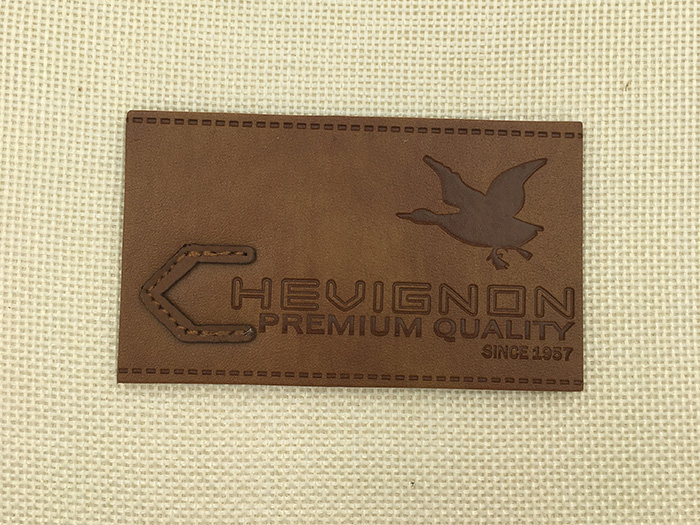 CHEVIGNON
PREMIUM QUALITY
SINCE 1957